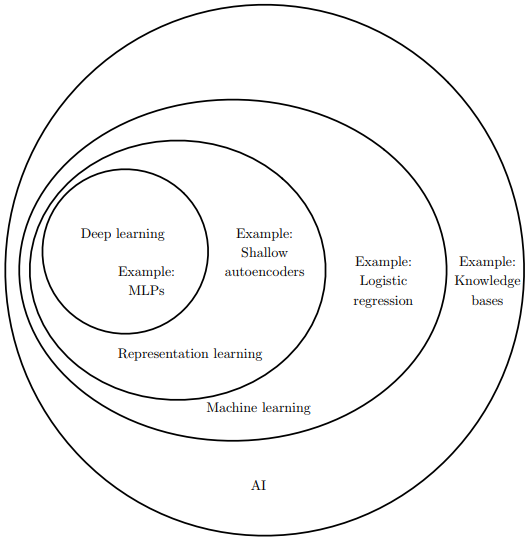 Deep learning
Example:
MLPs
Example:
Shallow
autoencoders
Example:
Logistic
regression
Example:
Knowledge
bases
Representation learning
Machine learning
AI